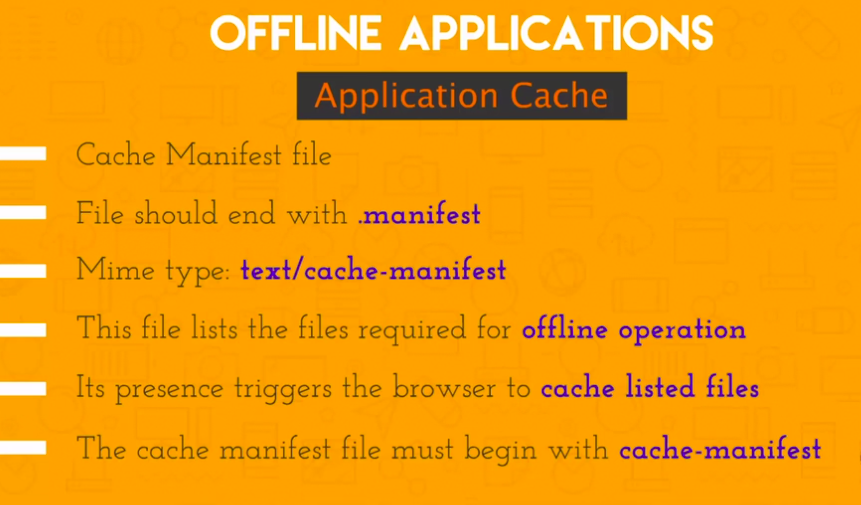 OFFLINE APPLICATIONS
Application Cache
Cache Manifest file
File should end with .manifest
Mime type: text/cache-manifest
This file lists the files required for offline operation
Its presence triggers the browser to cache listed files
The cache manifest file must begin with cache-manifest